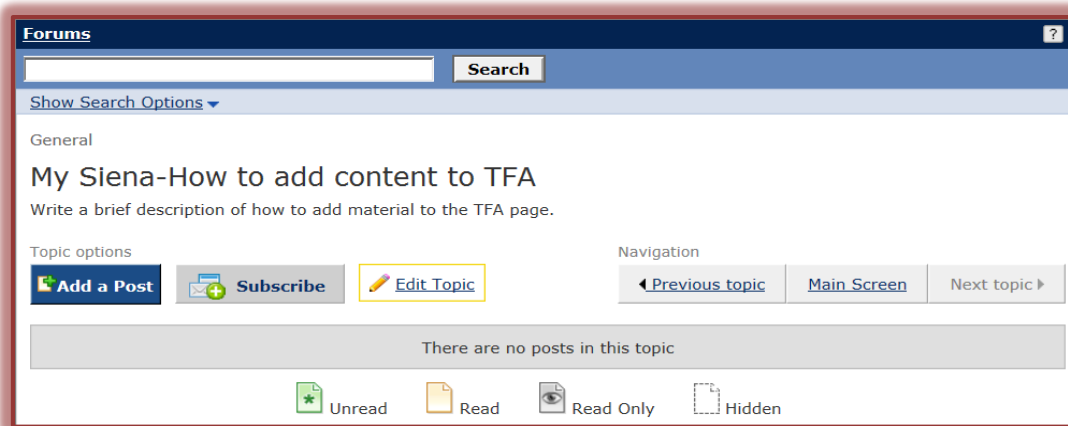 Forums ?
Search
Show Search Options
General
My Siena-How to add content to TFA
Write a brief description of how to add material to the TFA page.
Topic options Navigation
Add a Post Subscribe Edit Topic Previous topic Main Screen Next topic
There are no posts in this topic
Unread Read Read Only Hidden